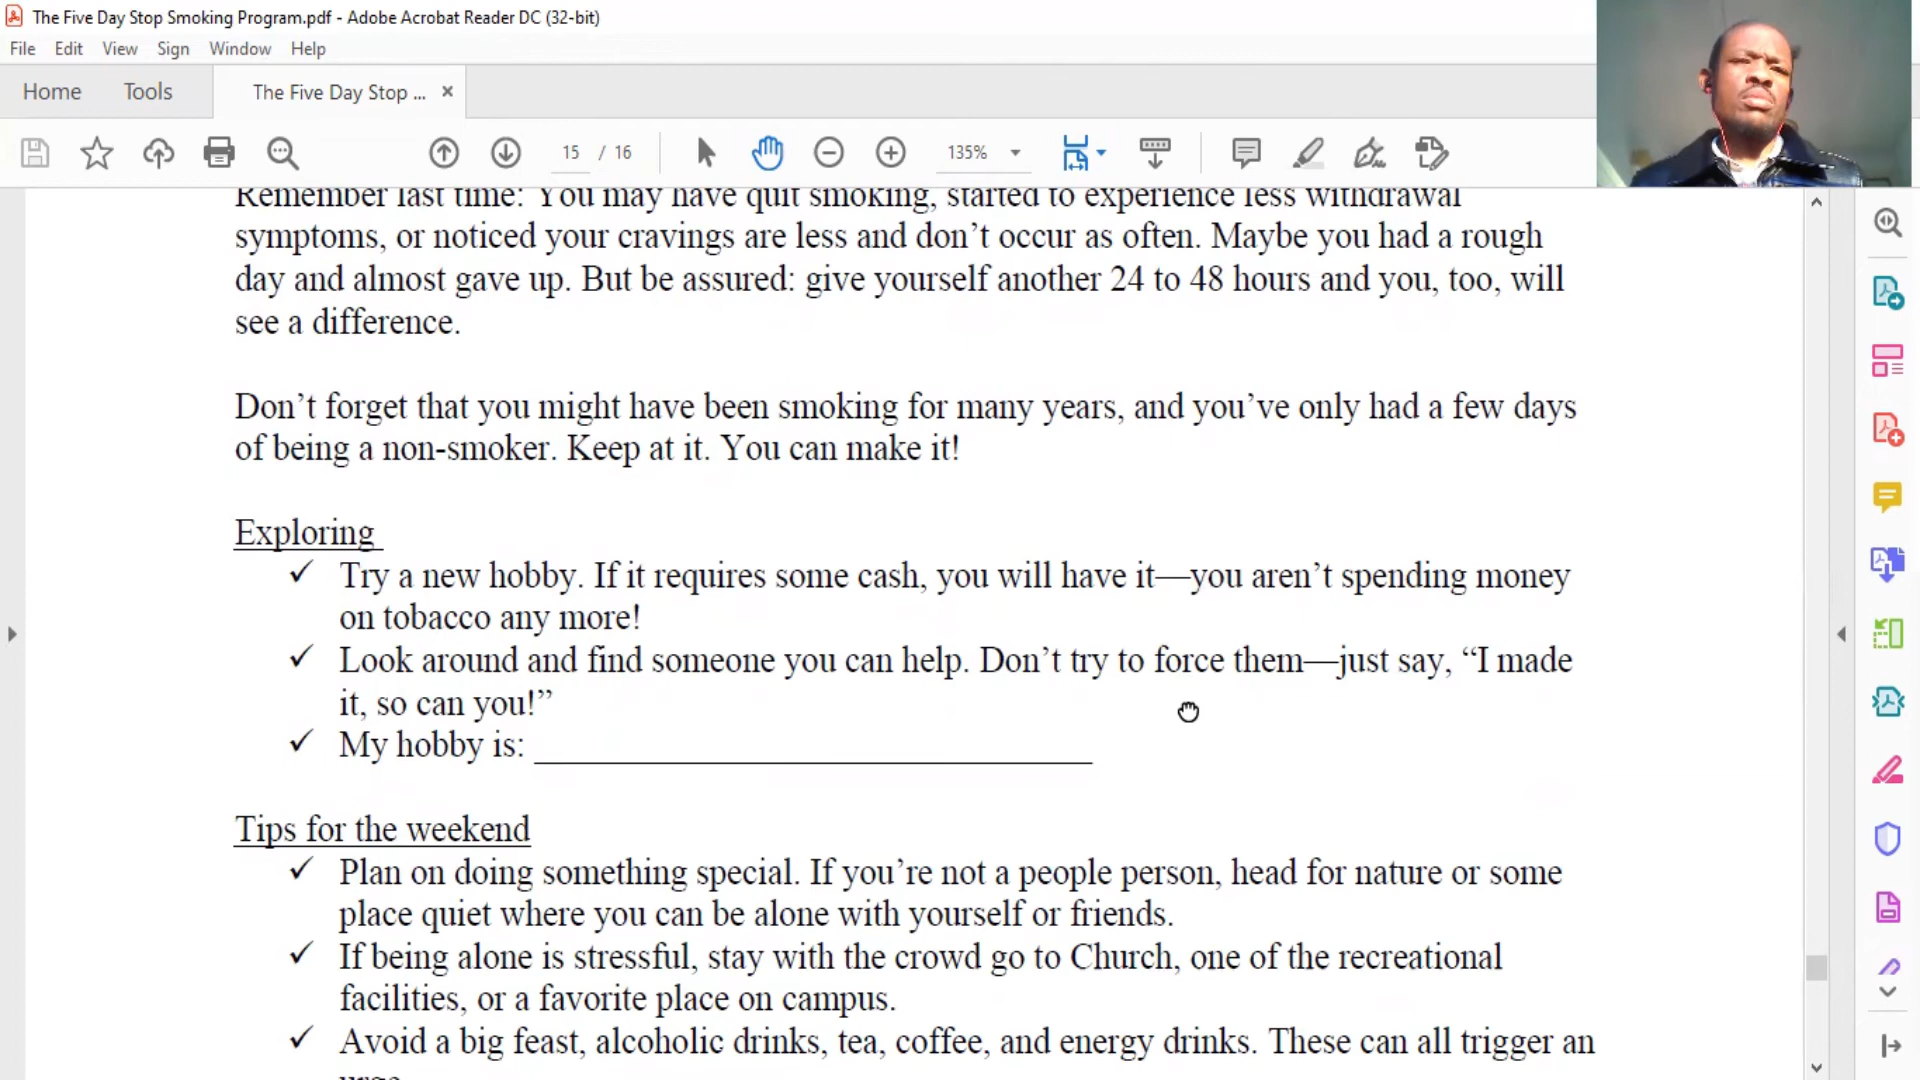 The Five Day Stop Smoking Program.pdf - Adobe Acrobat Reader DC (32-bit)
File Edit View Sign Window Help
Home Tools The Five Day Stop ... ×
15 / 16 135%
Remember last time: You may have quit smoking, started to experience less withdrawal
symptoms, or noticed your cravings are less and don’t occur as often. Maybe you had a rough
day and almost gave up. But be assured: give yourself another 24 to 48 hours and you, too, will
see a difference.
Don’t forget that you might have been smoking for many years, and you’ve only had a few days
of being a non-smoker. Keep at it. You can make it!
Exploring
✓ Try a new hobby. If it requires some cash, you will have it—you aren’t spending money
on tobacco any more!
✓ Look around and find someone you can help. Don’t try to force them—just say, “I made
it, so can you!”
✓ My hobby is: ______________________________
Tips for the weekend
✓ Plan on doing something special. If you’re not a people person, head for nature or some
place quiet where you can be alone with yourself or friends.
✓ If being alone is stressful, stay with the crowd go to Church, one of the recreational
facilities, or a favorite place on campus.
✓ Avoid a big feast, alcoholic drinks, tea, coffee, and energy drinks. These can all trigger an
urge.